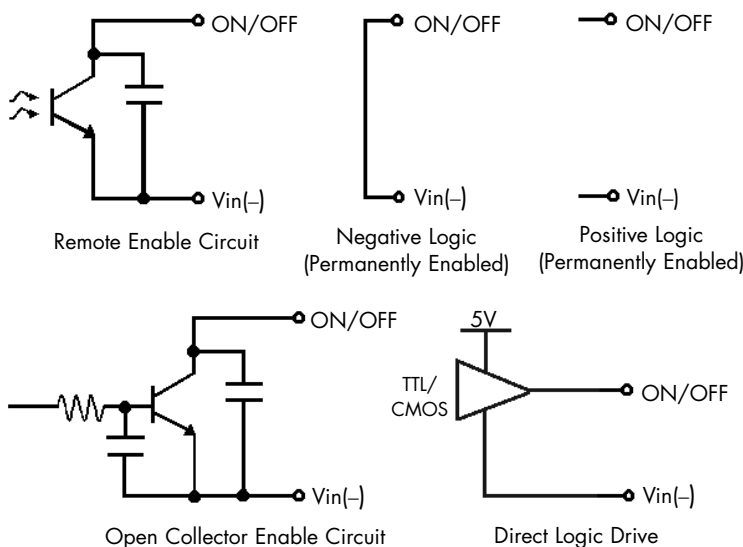 ON/OFF
Vin(–)
Remote Enable Circuit
ON/OFF
Vin(–)
Negative Logic
(Permanently Enabled)
ON/OFF
Vin(–)
Positive Logic
(Permanently Enabled)
ON/OFF
Vin(–)
Open Collector Enable Circuit
5V
TTL/
CMOS
ON/OFF
Vin(–)
Direct Logic Drive